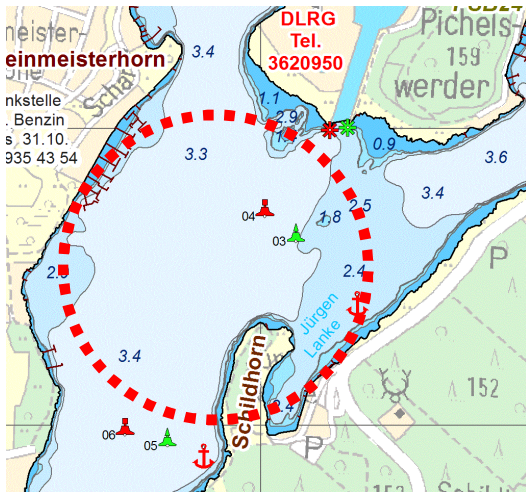 DLRG
Tel.
3620950
meister-
einmeisterhorn
Pichels-
159
werder
nkstelle
. Benzin
s 31.10.
935 43 54
3.4
1.1
2.9
3.3
0.9
3.6
3.4
04
1.8
2.5
03
2.4
P
Jürgen
Lanke
3.4
Schildhorn
2.4
152
06
05
P
153